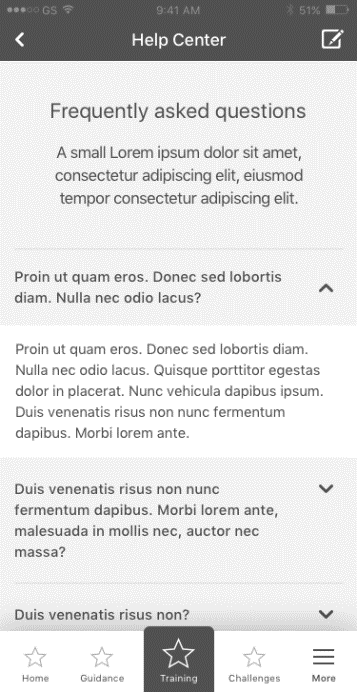 GS 9:41 AM 51%
Help Center
Frequently asked questions
A small Lorem ipsum dolor sit amet,
consectetur adipiscing elit, eiusmod
tempor consectetur adipiscing elit.
Proin ut quam eros. Donec sed lobortis
diam. Nulla nec odio lacus?
Proin ut quam eros. Donec sed lobortis diam.
Nulla nec odio lacus. Quisque porttitor egestas
dolor in placerat. Nunc vehicula dapibus ipsum.
Duis venenatis risus non nunc fermentum
dapibus. Morbi lorem ante.
Duis venenatis risus non nunc
fermentum dapibus. Morbi lorem ante,
malesuada in mollis nec, auctor nec
massa?
Duis venenatis risus non?
Home Guidance Training Challenges More